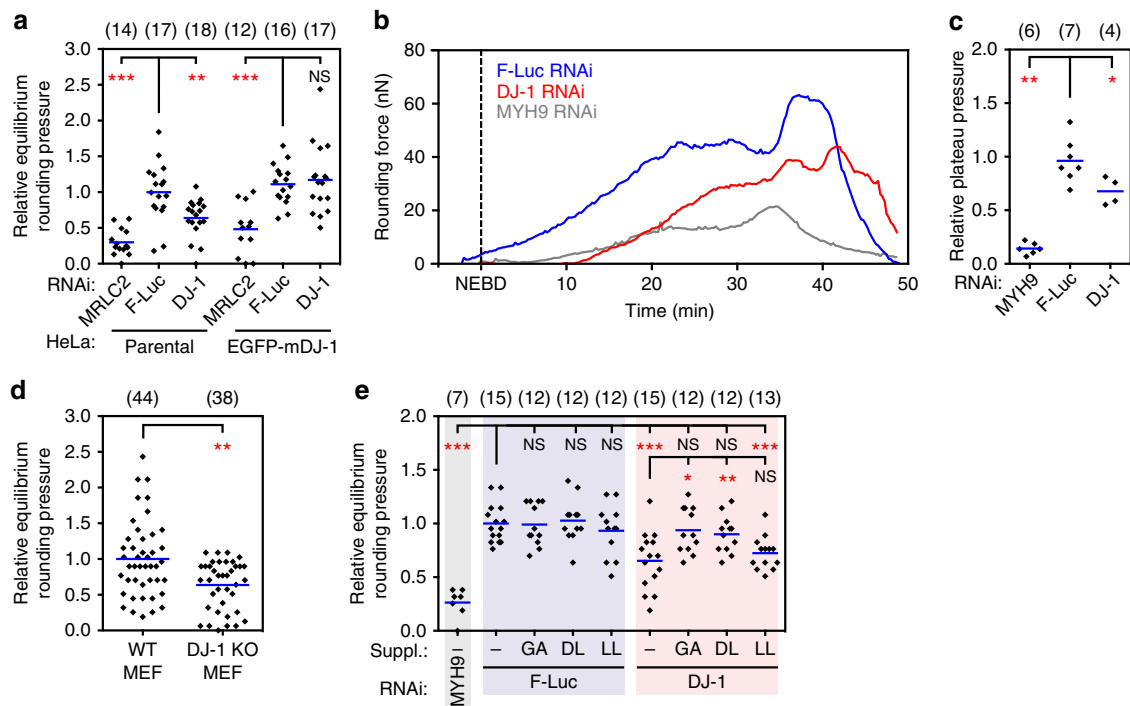 a
(14) (17) (18) (12) (16) (17)
3.0
2.5
2.0
1.5
1.0
0.5
0.0
Relative equilibrium
rounding pressure
*** ** *** NS
RNAi:
MRLC2 F-Luc DJ-1 MRLC2 F-Luc DJ-1
HeLa: Parental EGFP-mDJ-1
b
80
60
40
20
0
Rounding force (nN)
F-Luc RNAi
DJ-1 RNAi
MYH9 RNAi
NEBD 10 20 30 40 50
Time (min)
c
(6) (7) (4)
2.0
1.5
1.0
0.5
0.0
Relative plateau pressure
** *
RNAi:
MYH9 F-Luc DJ-1
d
(44) (38)
3.0
2.5
2.0
1.5
1.0
0.5
0.0
Relative equilibrium
rounding pressure
**
WT DJ-1 KO
MEF MEF
e
(7) (15) (12) (12) (12) (15) (12) (12) (13)
2.0
1.5
1.0
0.5
0.0
Relative equilibrium
rounding pressure
*** NS NS NS *** NS NS ***
* ** NS
Suppl.: – – GA DL LL – GA DL LL
RNAi: MYH9 F-Luc DJ-1